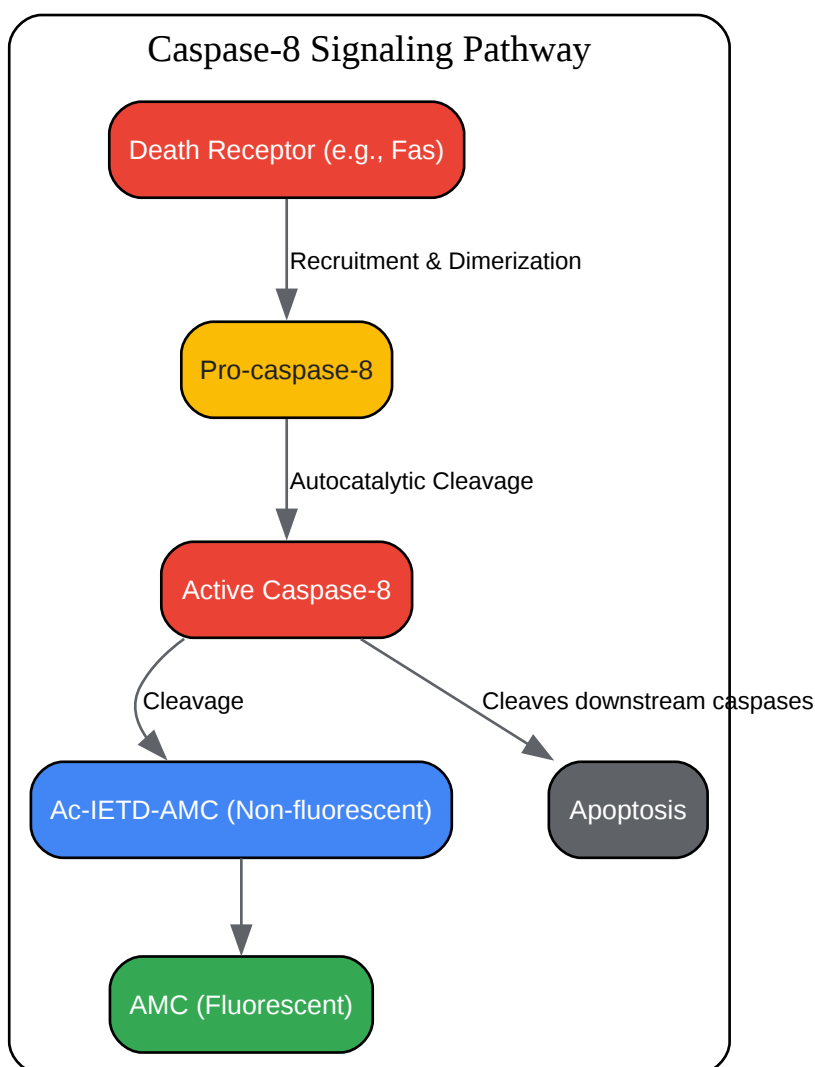 Caspase-8 Signaling Pathway
Death Receptor (e.g., Fas)
Recruitment & Dimerization
Pro-caspase-8
Autocatalytic Cleavage
Active Caspase-8
Cleavage
Cleaves downstream caspases
Ac-IETD-AMC (Non-fluorescent)
Apoptosis
AMC (Fluorescent)